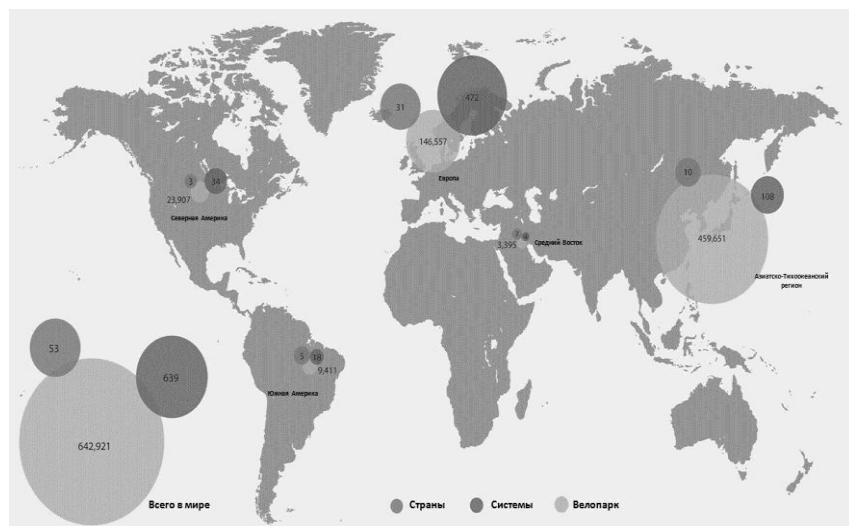 31
472
146,557
Европа
3
34
23,907
Северная Америка
10
108
459,651
Азиатско-Тихоокеанский
регион
7
4
3,395
Средний Восток
5
18
9,411
Южная Америка
53
639
642,921
Всего в мире
Страны
Системы
Велопарк